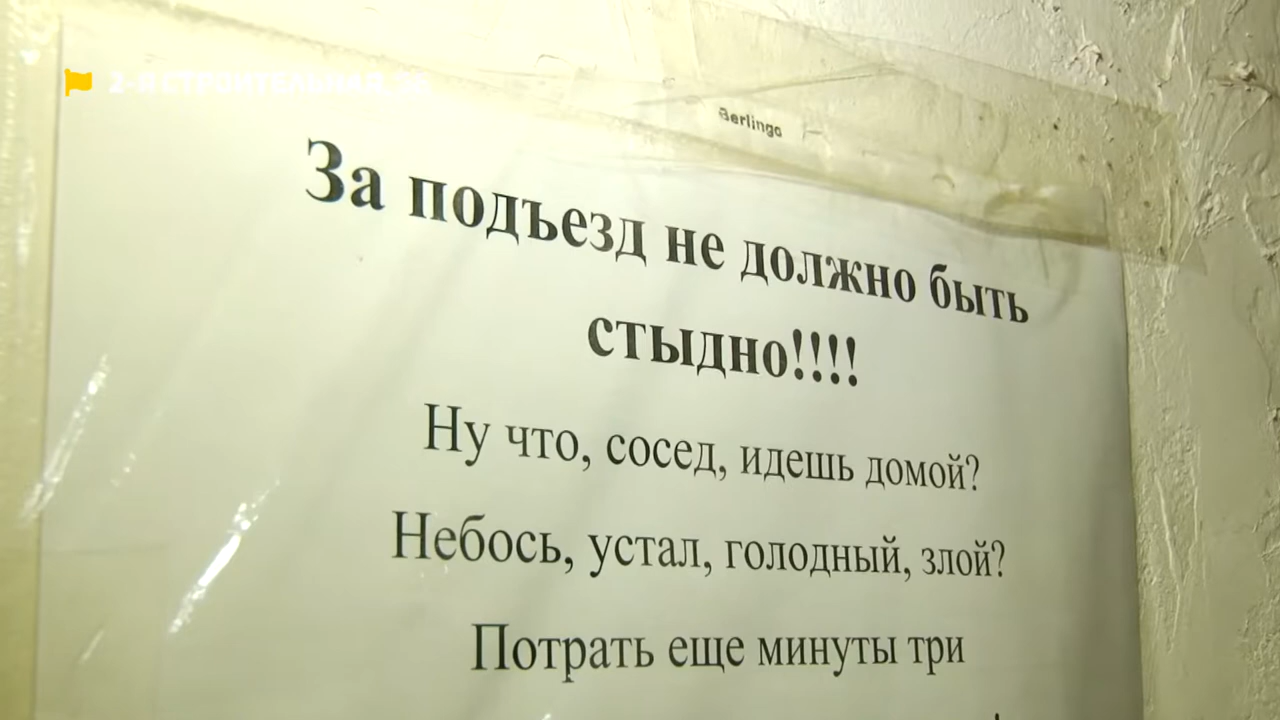 2-Я СТРОИТЕЛЬНАЯ,
Berlingo
За подъезд не должно быть
стыдно!!!!
Ну что, сосед, идешь домой?
Небось, устал, голодный, злой?
Потрать еще минуты три